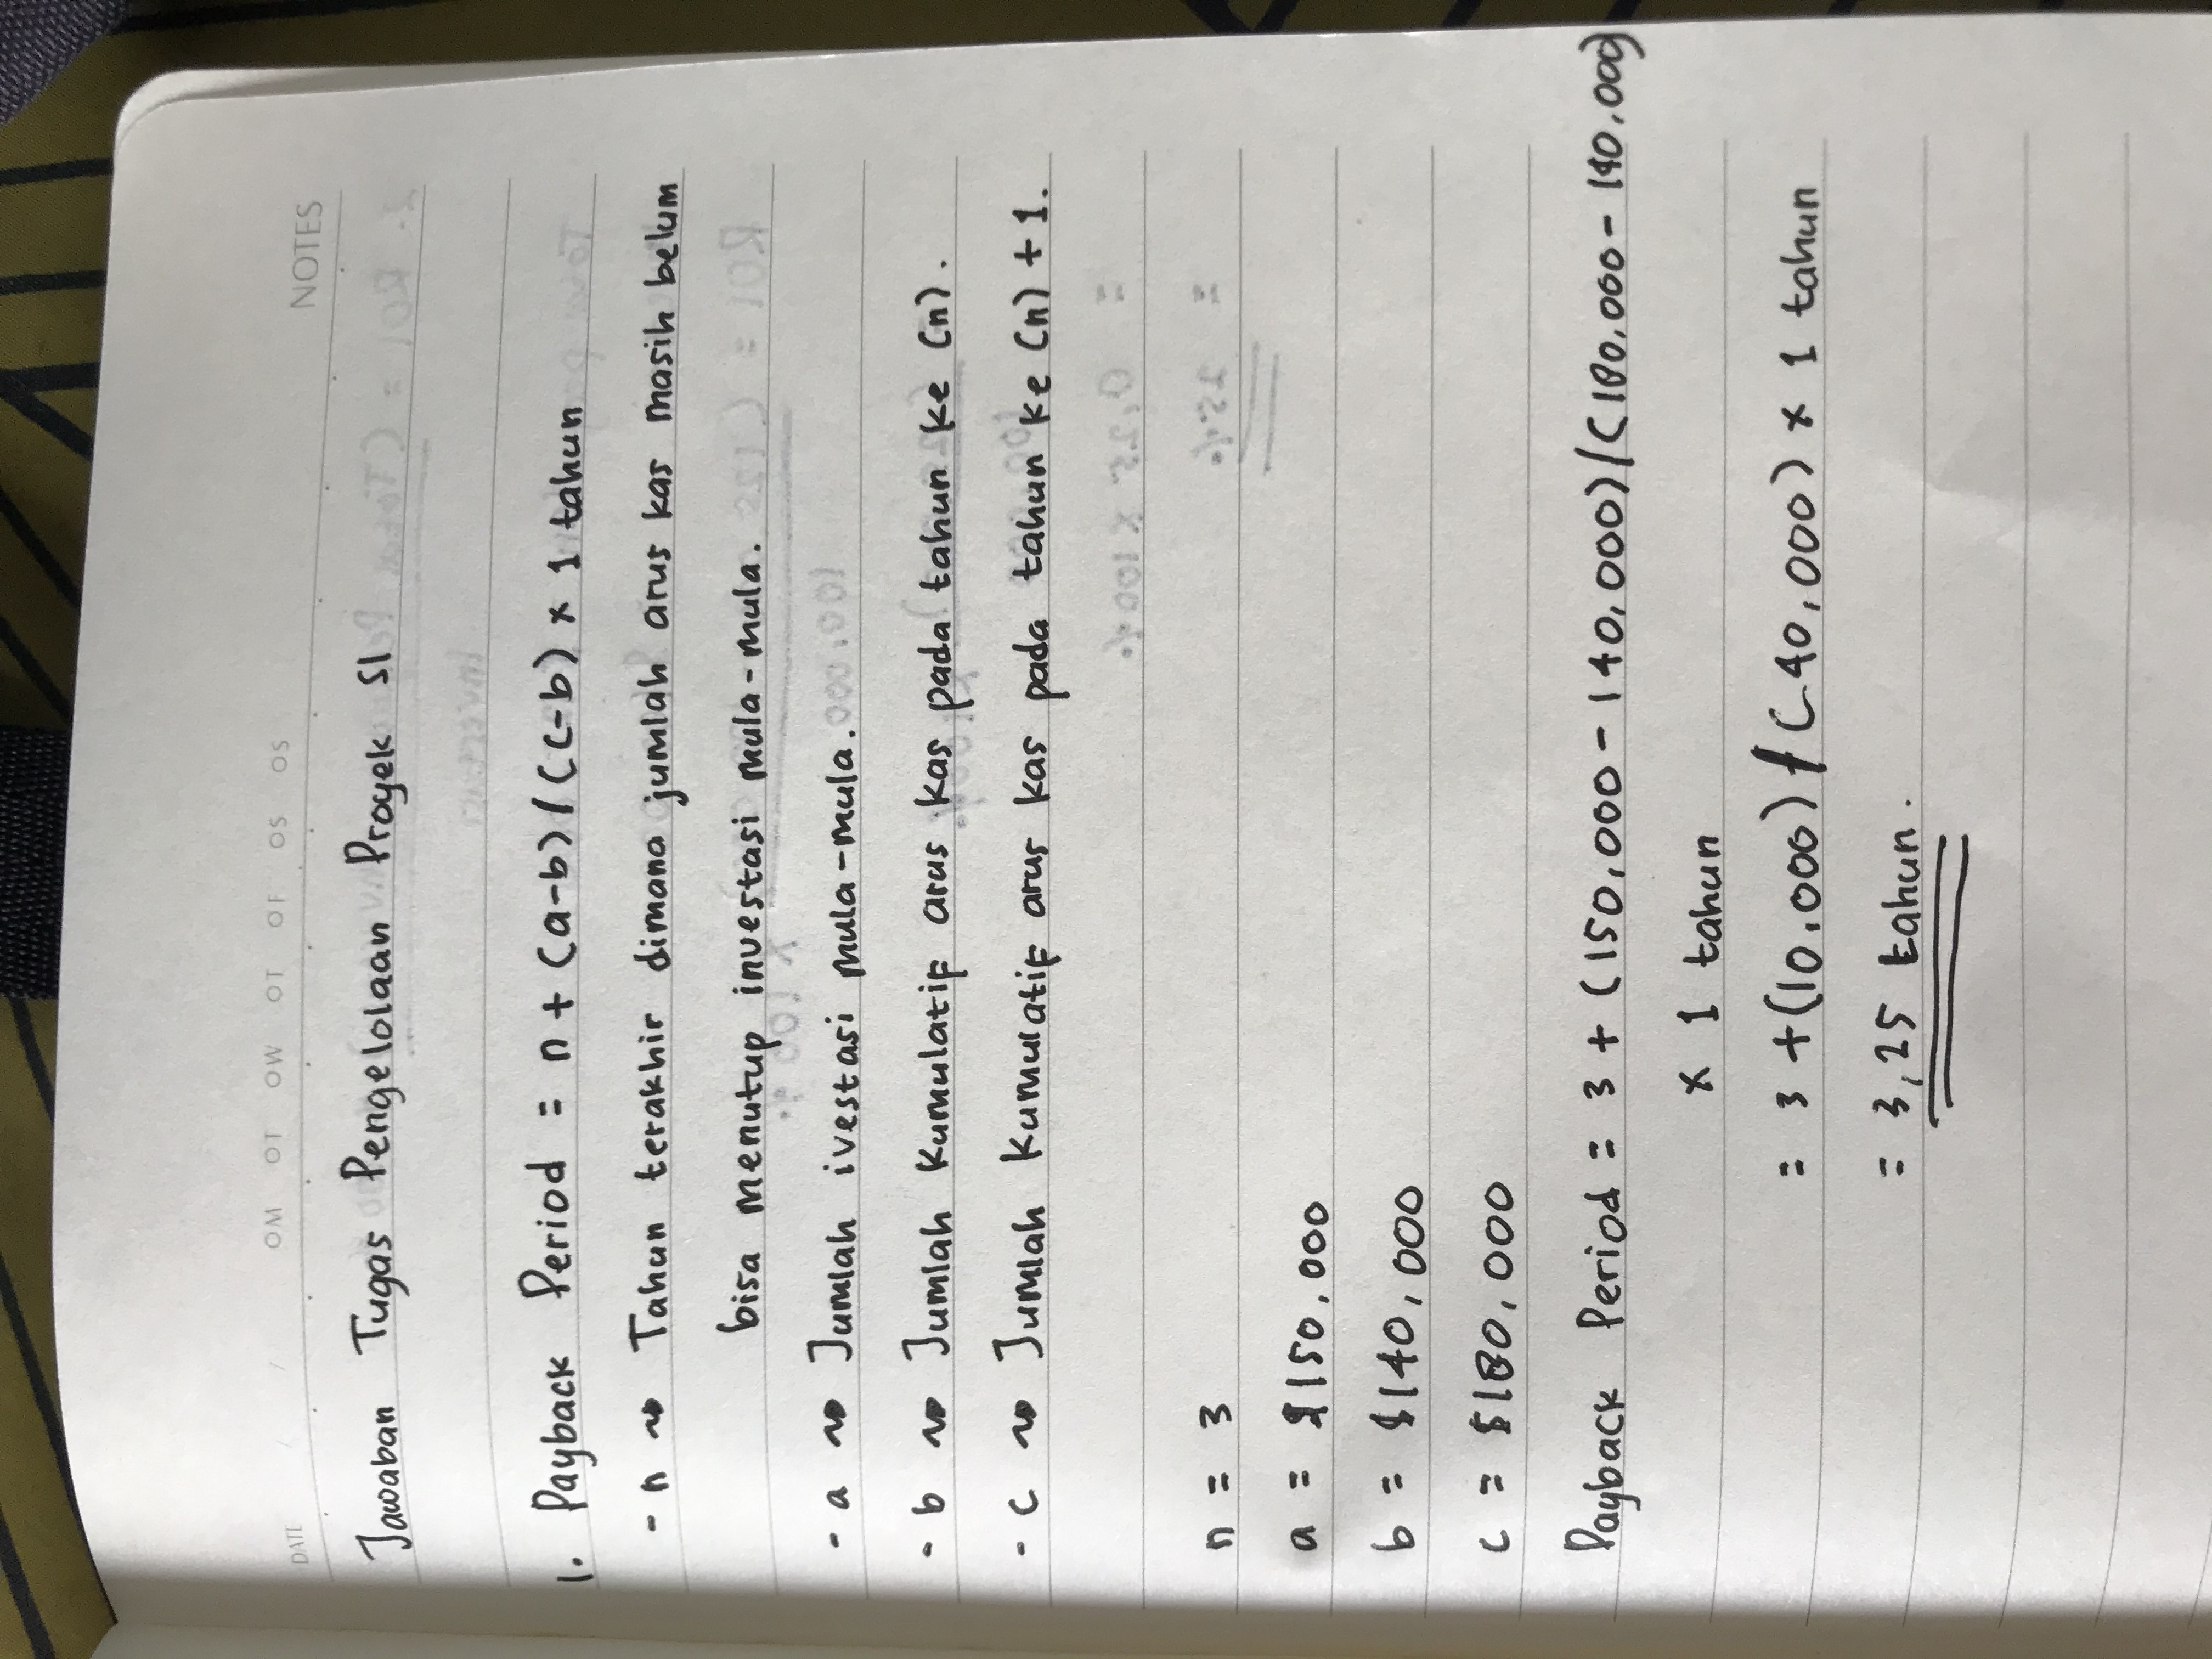 DATE / / OM OT OW OT OF OS OS NOTES
Jawaban Tugas Pengelolaan Proyek SI
1. Payback Period = n + (a-b) / (c-b) × 1 tahun
- n ~> Tahun terakhir dimana jumlah arus kas masih belum
bisa menutup investasi mula-mula.
- a ~> Jumlah ivestasi mula-mula.
- b ~> Jumlah Kumulatif arus kas pada tahun ke (n).
- c ~> Jumlah Kumulatif arus kas pada tahun ke (n) + 1.
n = 3
a = $150,000
b = $140,000
c = $180,000
Payback Period = 3 + (150,000 - 140,000) / (180,000 - 140,000)
× 1 tahun
= 3 + (10,000) / (40,000) × 1 tahun
= 3,25 tahun.